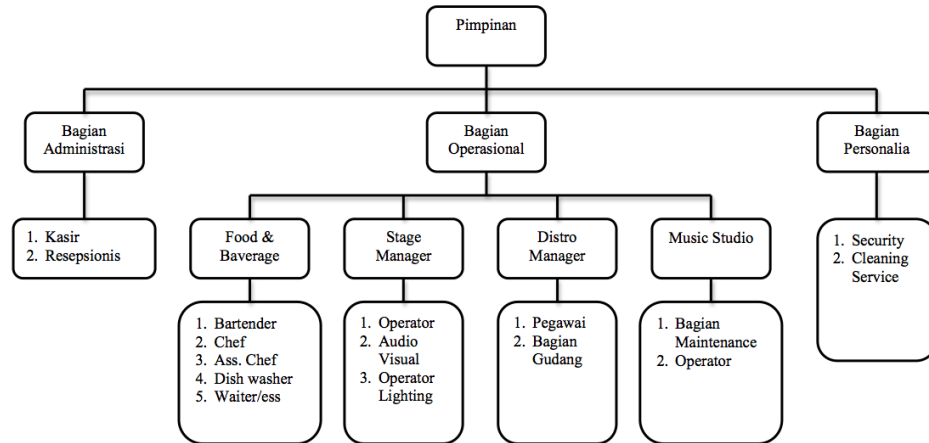 Pimpinan
Bagian
Administrasi
Bagian
Operasional
Bagian
Personalia
1. Kasir
2. Resepsionis
Food &
Baverage
Stage
Manager
Distro
Manager
Music Studio
1. Security
2. Cleaning
Service
1. Bartender
2. Chef
3. Ass. Chef
4. Dish washer
5. Waiter/ess
1. Operator
2. Audio
Visual
3. Operator
Lighting
1. Pegawai
2. Bagian
Gudang
1. Bagian
Maintenance
2. Operator